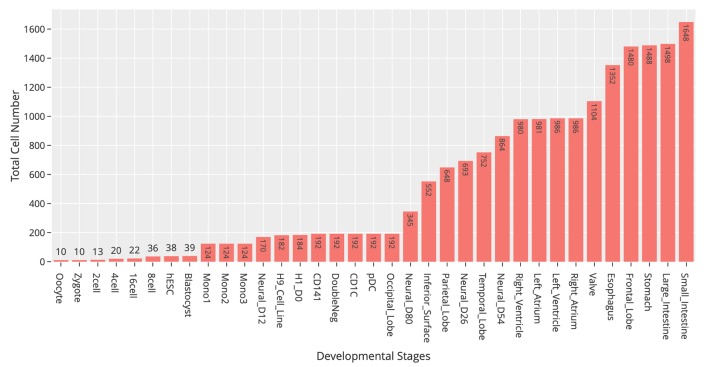 Total Cell Number
1600
1400
1200
1000
800
600
400
200
0
10
10
13
20
22
36
38
39
124
124
124
170
182
184
192
192
192
192
192
345
552
648
693
752
864
980
981
986
986
1104
1352
1480
1488
1498
1648
Oocyte
Zygote
2cell
4cell
16cell
8cell
hESC
Blastocyst
Mono1
Mono2
Mono3
Neural_D12
H9_Cell_Line
H1_D0
CD141
DoubleNeg
CD1C
pDC
Occipital_Lobe
Neural_D80
Inferior_Surface
Parietal_Lobe
Neural_D26
Temporal_Lobe
Neural_D54
Right_Ventricle
Left_Atrium
Left_Ventricle
Right_Atrium
Valve
Esophagus
Frontal_Lobe
Stomach
Large_Intestine
Small_Intestine
Developmental Stages